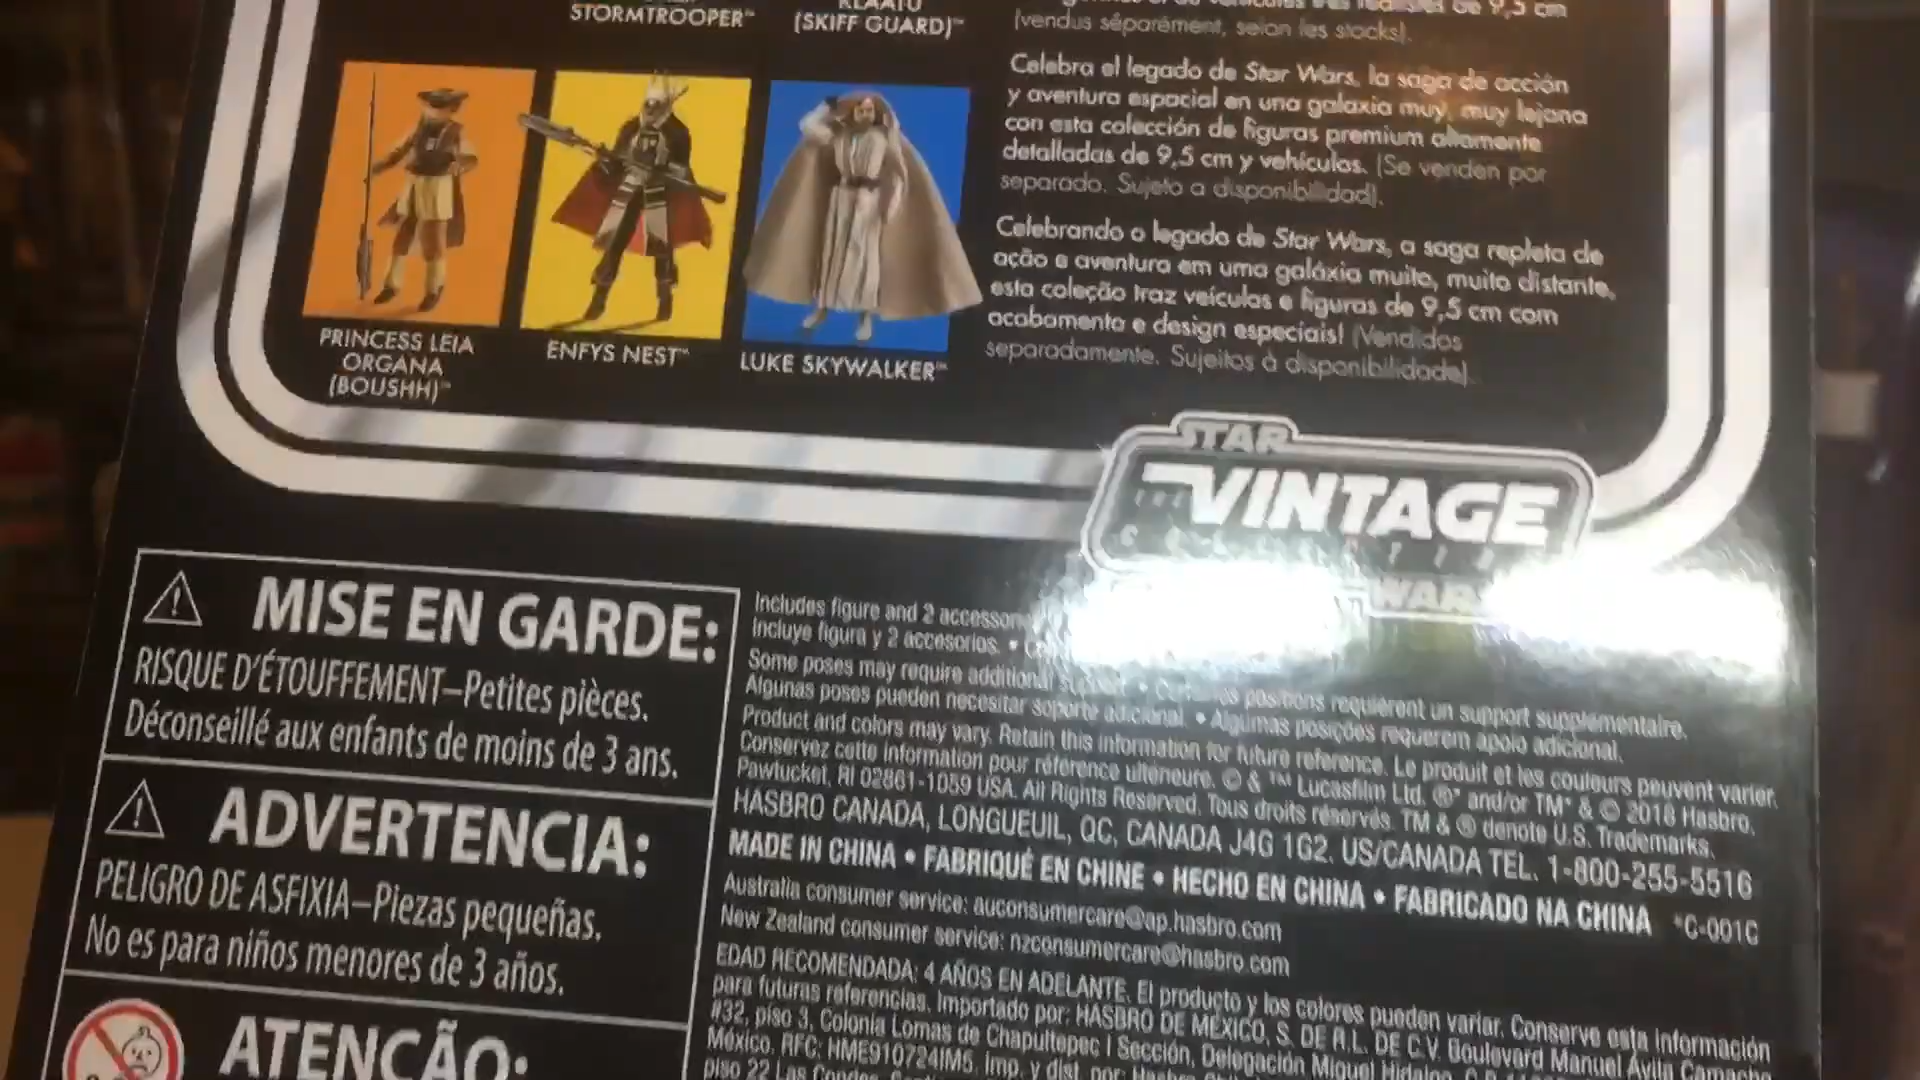 STORMTROOPER™
KLAATU
(SKIFF GUARD)™
PRINCESS LEIA
ORGANA
(BOUSHH)™
ENFYS NEST™
LUKE SKYWALKER™
de 9,5 cm
(vendus séparément, selon les stocks).
Celebra el legado de Star Wars, la saga de acción
y aventura espacial en una galaxia muy, muy lejana
con esta colección de figuras premium altamente
detalladas de 9,5 cm y vehículos. (Se venden por
separado. Sujeto a disponibilidad).
Celebrando o legado de Star Wars, a saga repleta de
ação e aventura em uma galáxia muito, muito distante,
esta coleção traz veículos e figuras de 9,5 cm com
acabamento e design especiais! (Vendidos
separadamente. Sujeitos à disponibilidade).
STAR
THE VINTAGE
WARS
MISE EN GARDE:
RISQUE D'ÉTOUFFEMENT–Petites pièces.
Déconseillé aux enfants de moins de 3 ans.
ADVERTENCIA:
PELIGRO DE ASFIXIA–Piezas pequeñas.
No es para niños menores de 3 años.
ATENÇÃO:
Includes figure and 2
Incluye figura y 2 accesorios. •
Some poses may require additional support. • positions requièrent un support supplémentaire.
Algunas poses pueden necesitar soporte adicional. • Algumas posições requerem apoio adicional.
Product and colors may vary. Retain this information for future reference. Le produit et les couleurs peuvent varier.
Conservez cette information pour référence ultérieure. © & ™ Lucasfilm Ltd. ®* and/or TM* & © 2018 Hasbro,
Pawtucket, RI 02861-1059 USA. All Rights Reserved. Tous droits réservés. TM & ® denote U.S. Trademarks.
HASBRO CANADA, LONGUEUIL, QC, CANADA J4G 1G2. US/CANADA TEL. 1-800-255-5516
MADE IN CHINA • FABRIQUÉ EN CHINE • HECHO EN CHINA • FABRICADO NA CHINA *C-001C
Australia consumer service: auconsumercare@ap.hasbro.com
New Zealand consumer service: nzconsumercare@hasbro.com
EDAD RECOMENDADA: 4 AÑOS EN ADELANTE. El producto y los colores pueden variar. Conserve esta información
para futuras referencias. Importado por: HASBRO DE MÉXICO, S. DE R.L. DE C.V. Boulevard Manuel Ávila Camacho
#32, piso 3, Colonia Lomas de Chapultepec I Sección, Delegación Miguel Hidalgo,
México. RFC: HME910724IM5. Imp. y dist. por:
piso 22 Las Condes,